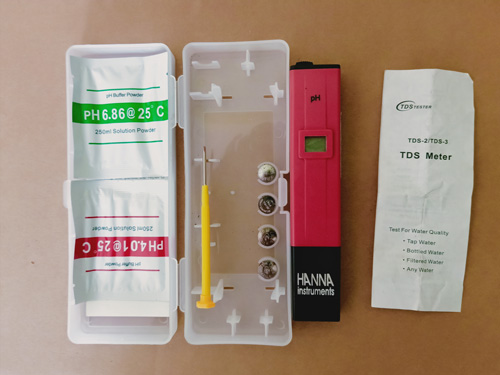 pH Buffer Powder
PH 6.86@ 25°C
250ml Solution Powder
250ml Solution Powder
PH 4.01@25°C
pH Buffer Powder
pH
HANNA
instruments
TDS TESTER
TDS-2/TDS-3
TDS Meter
Test For Water Quality
• Tap Water
• Bottled Water
• Filtered Water
• Any Water